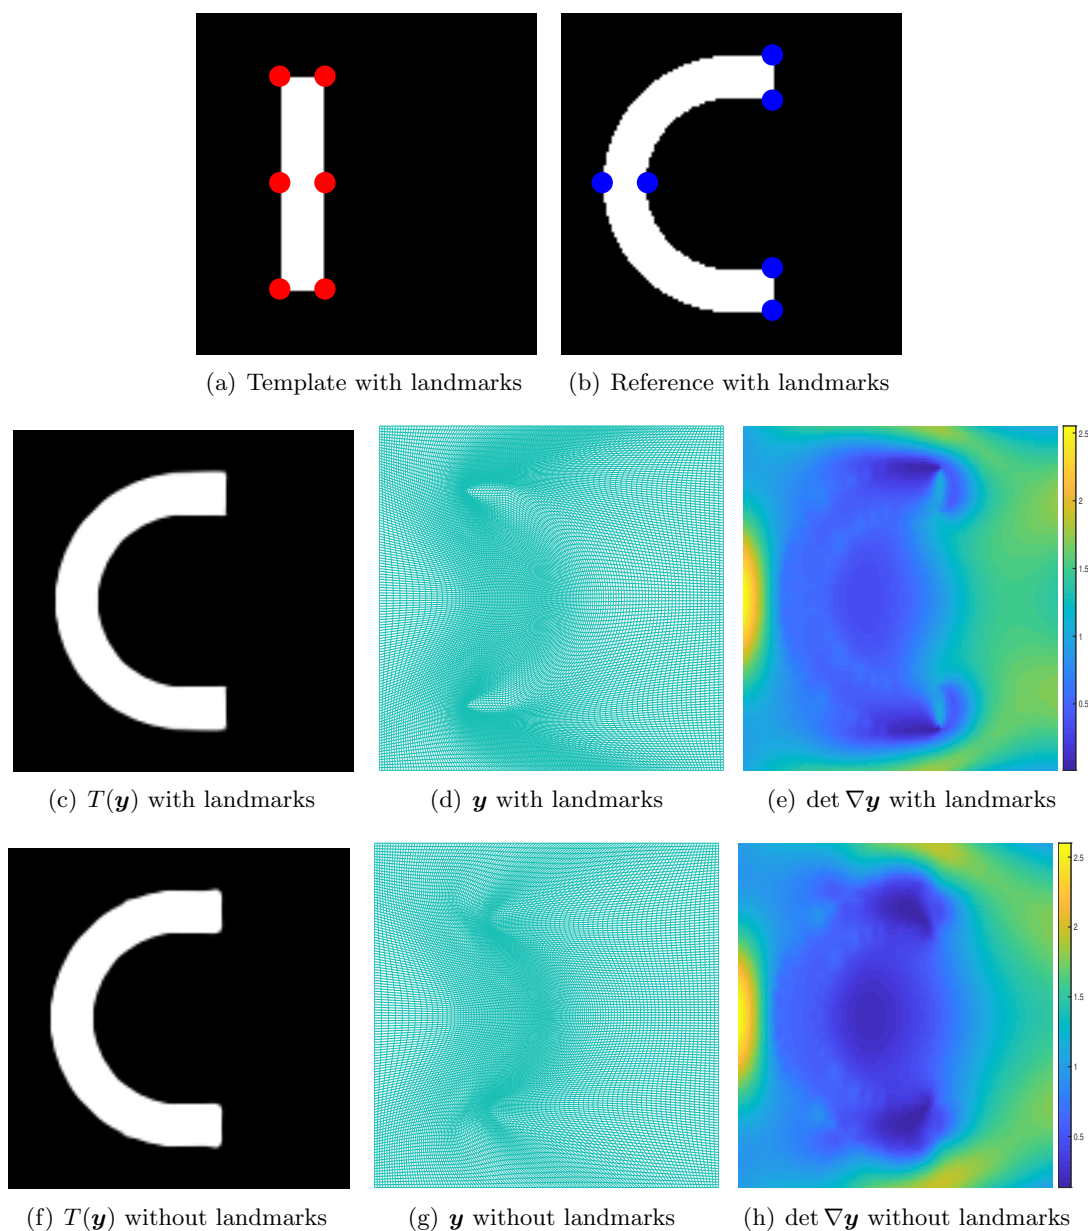 (a) Template with landmarks
(b) Reference with landmarks
2.5
2
1.5
1
0.5
(c) T(y) with landmarks
(d) y with landmarks
(e) det ∇y with landmarks
2.5
2
1.5
1
0.5
(f) T(y) without landmarks
(g) y without landmarks
(h) det ∇y without landmarks